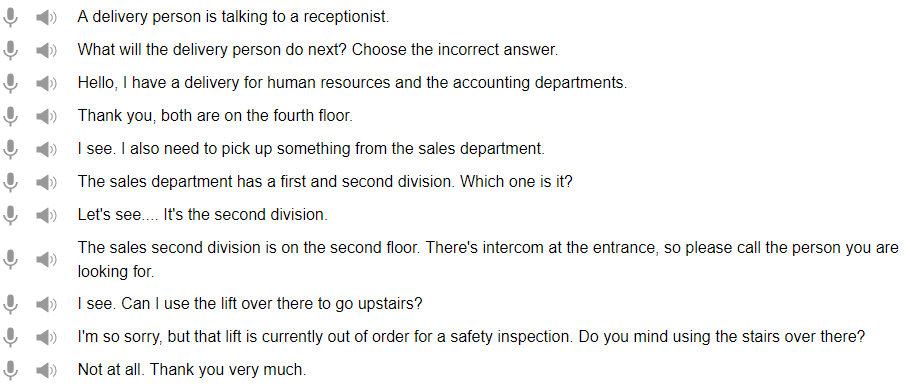 A delivery person is talking to a receptionist.
What will the delivery person do next? Choose the incorrect answer.
Hello, I have a delivery for human resources and the accounting departments.
Thank you, both are on the fourth floor.
I see. I also need to pick up something from the sales department.
The sales department has a first and second division. Which one is it?
Let's see.... It's the second division.
The sales second division is on the second floor. There's intercom at the entrance, so please call the person you are
looking for.
I see. Can I use the lift over there to go upstairs?
I'm so sorry, but that lift is currently out of order for a safety inspection. Do you mind using the stairs over there?
Not at all. Thank you very much.